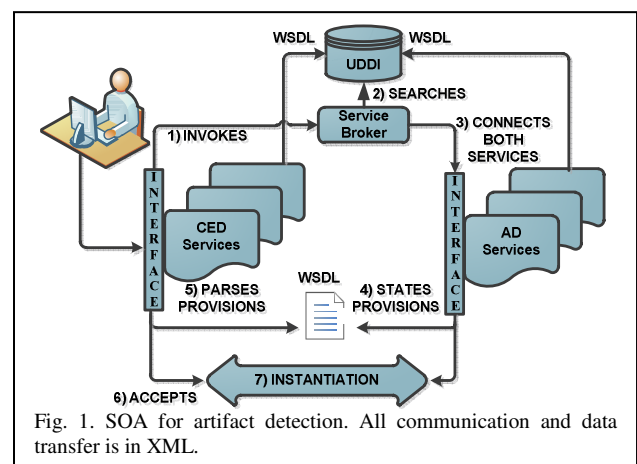 WSDL
WSDL
UDDI
2) SEARCHES
1) INVOKES
Service
Broker
3) CONNECTS
BOTH
SERVICES
INTERFACE
CED
Services
INTERFACE
AD
Services
5) PARSES
PROVISIONS
WSDL
4) STATES
PROVISIONS
7) INSTANTIATION
6) ACCEPTS
Fig. 1. SOA for artifact detection. All communication and data
transfer is in XML.